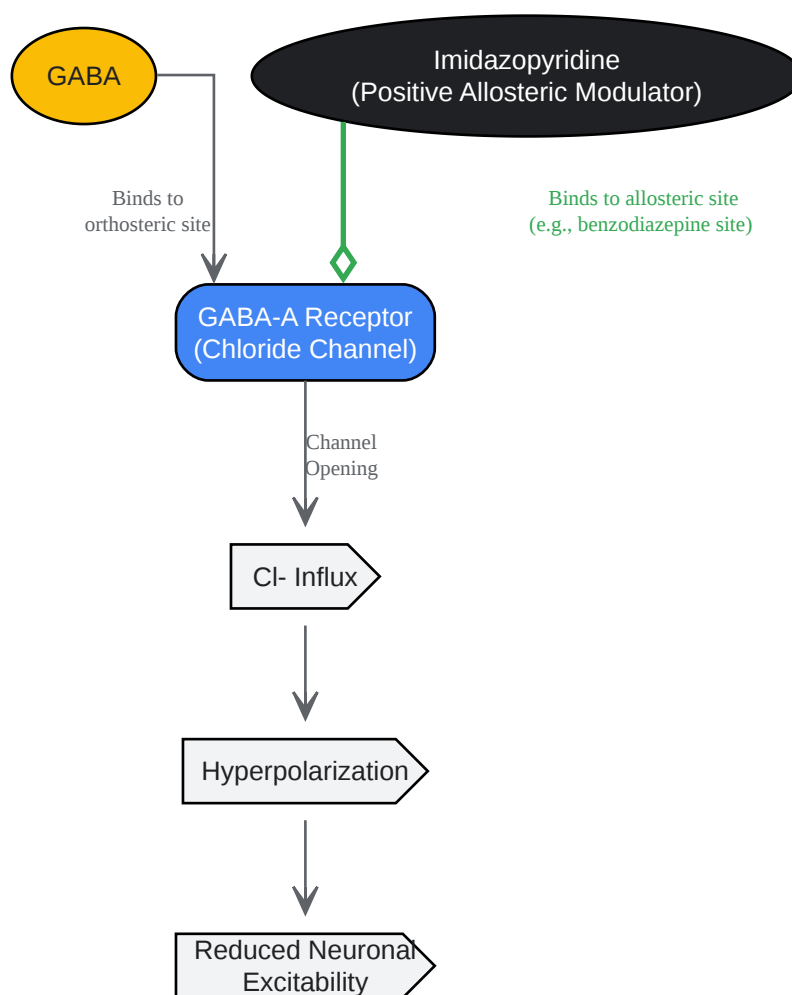 GABA
Imidazopyridine
(Positive Allosteric Modulator)
Binds to
orthosteric site
Binds to allosteric site
(e.g., benzodiazepine site)
GABA-A Receptor
(Chloride Channel)
Channel
Opening
Cl- Influx
Hyperpolarization
Reduced Neuronal
Excitability